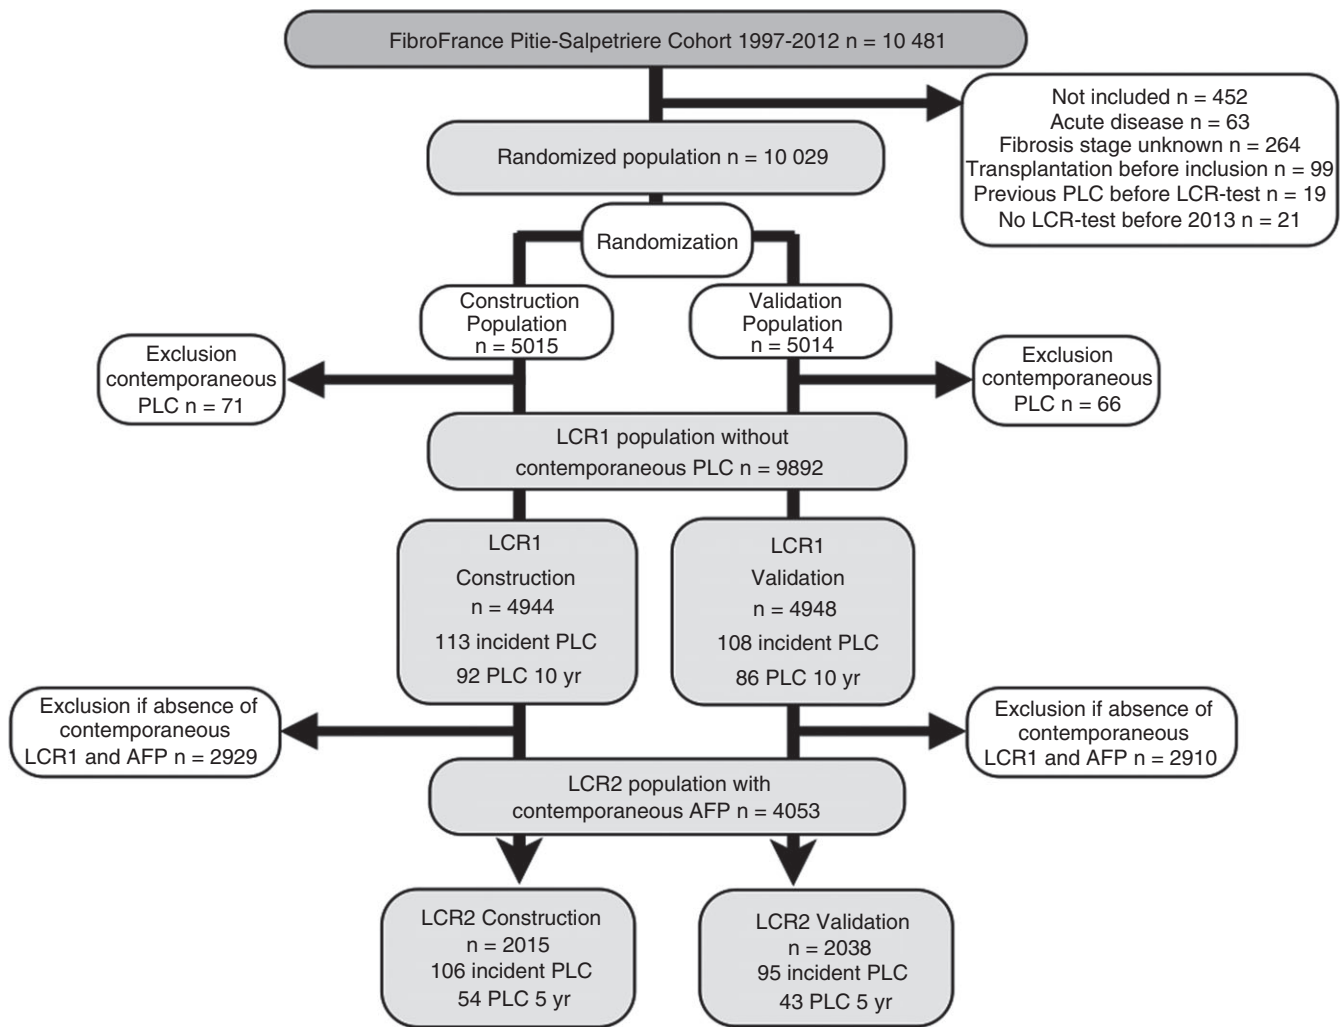 FibroFrance Pitie-Salpetriere Cohort 1997-2012 n = 10 481
Not included n = 452
Acute disease n = 63
Fibrosis stage unknown n = 264
Transplantation before inclusion n = 99
Previous PLC before LCR-test n = 19
No LCR-test before 2013 n = 21
Randomized population n = 10 029
Randomization
Construction
Population
n = 5015
Validation
Population
n = 5014
Exclusion
contemporaneous
PLC n = 71
Exclusion
contemporaneous
PLC n = 66
LCR1 population without
contemporaneous PLC n = 9892
LCR1
Construction
n = 4944
113 incident PLC
92 PLC 10 yr
LCR1
Validation
n = 4948
108 incident PLC
86 PLC 10 yr
Exclusion if absence of
contemporaneous
LCR1 and AFP n = 2929
Exclusion if absence of
contemporaneous
LCR1 and AFP n = 2910
LCR2 population with
contemporaneous AFP n = 4053
LCR2 Construction
n = 2015
106 incident PLC
54 PLC 5 yr
LCR2 Validation
n = 2038
95 incident PLC
43 PLC 5 yr